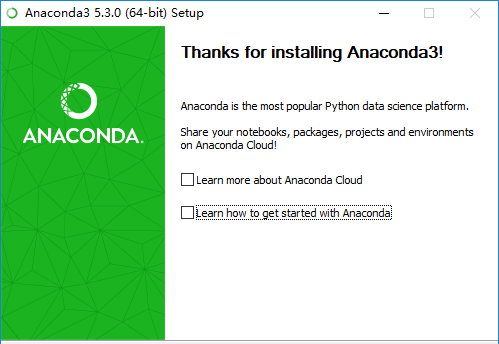 Anaconda3 5.3.0 (64-bit) Setup
ANACONDA.
Thanks for installing Anaconda3!
Anaconda is the most popular Python data science platform.
Share your notebooks, packages, projects and environments
on Anaconda Cloud!
Learn more about Anaconda Cloud
Learn how to get started with Anaconda